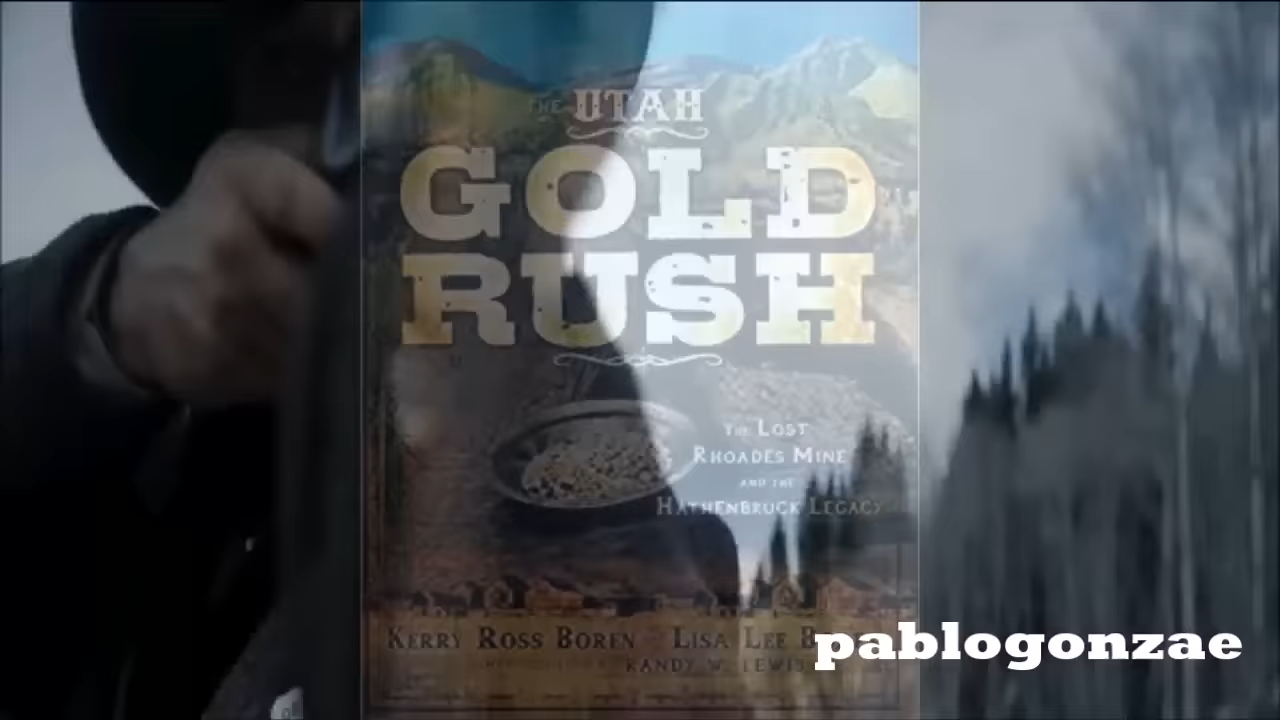 THE UTAH
GOLD
RUSH
THE LOST
RHOADES MINE
AND THE
HATHENBRUCK LEGACY
KERRY ROSS BOREN LISA LEE
RANDY W. LEWIS
pablogonzae